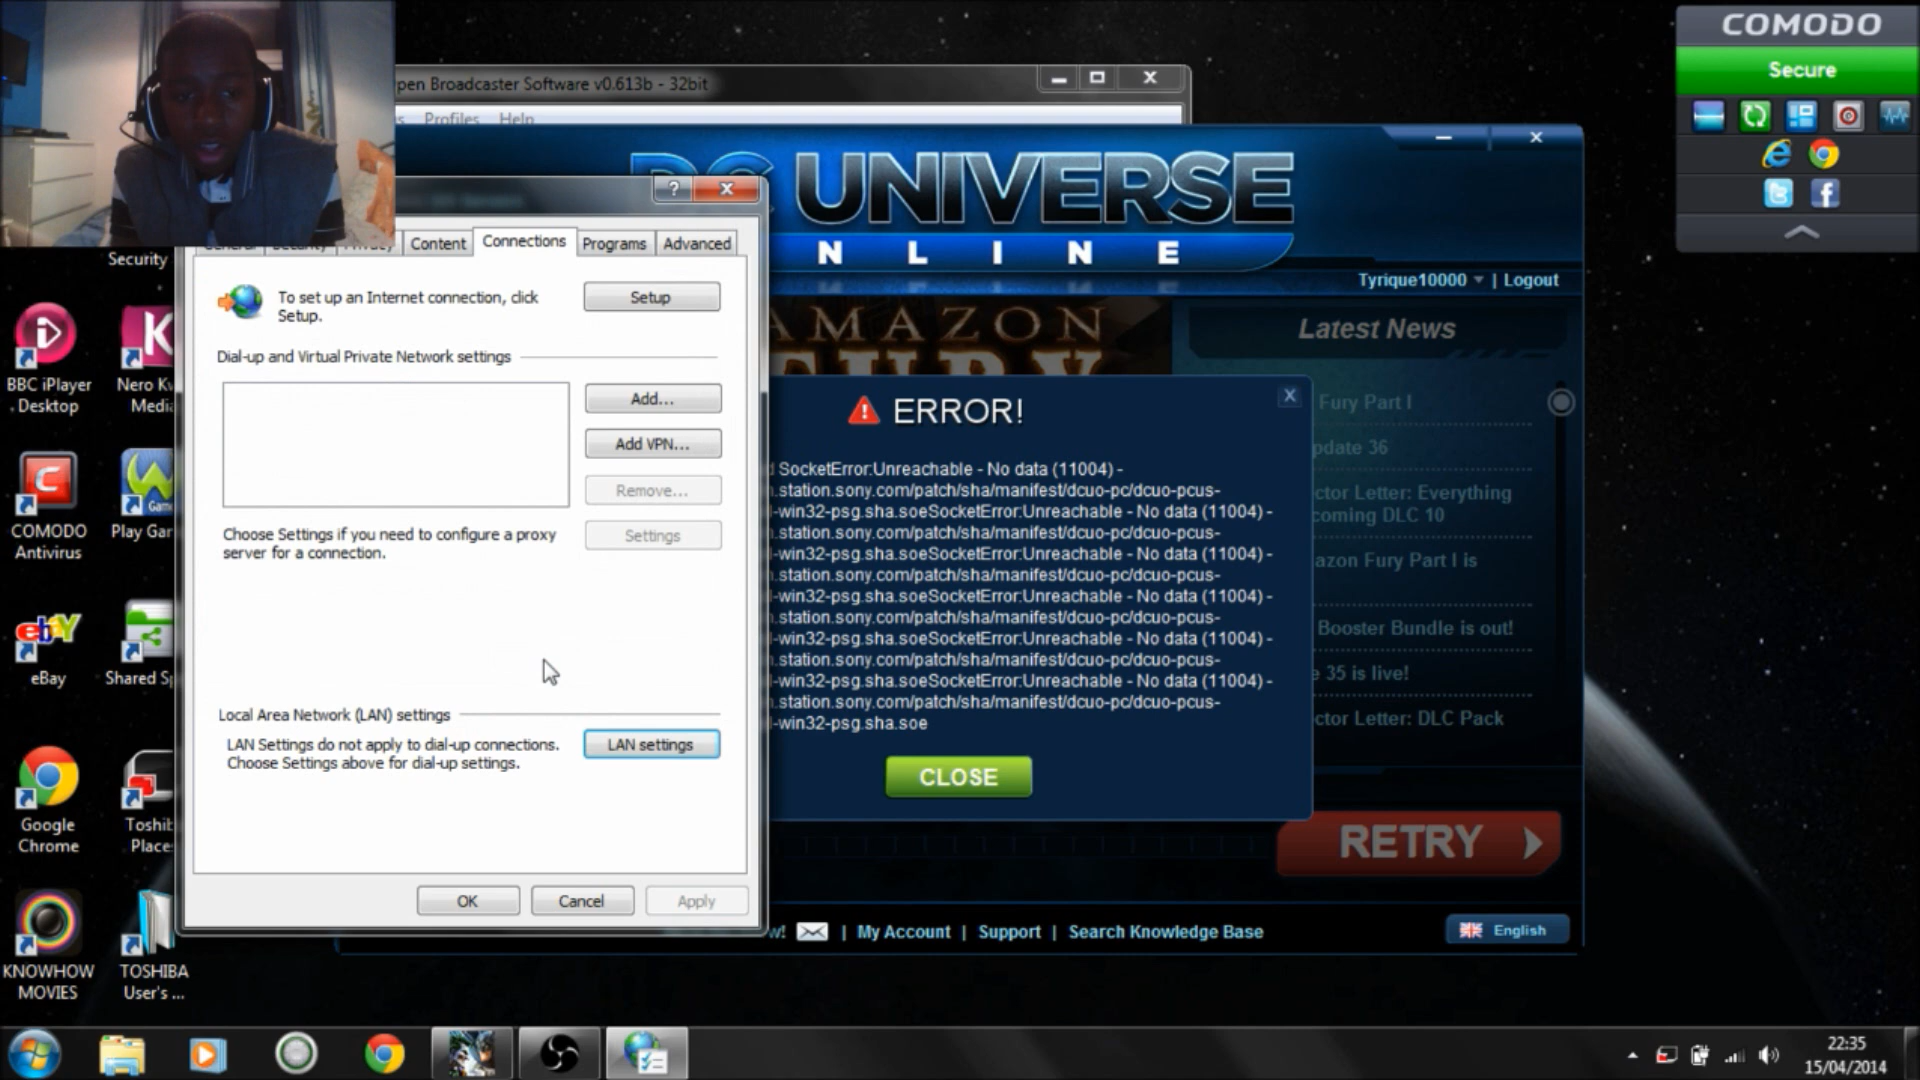 COMODO
Secure
pen Broadcaster Software v0.613b - 32bit
Profiles Help
UNIVERSE
N L I N E
Tyrique10000 | Logout
AMAZON
Latest News
Fury Part I
pdate 36
ctor Letter: Everything
coming DLC 10
azon Fury Part I is
Booster Bundle is out!
e 35 is live!
ctor Letter: DLC Pack
Content Connections Programs Advanced
To set up an Internet connection, click
Setup.
Setup
Dial-up and Virtual Private Network settings
Add...
Add VPN...
Remove...
Choose Settings if you need to configure a proxy
server for a connection.
Settings
Local Area Network (LAN) settings
LAN Settings do not apply to dial-up connections.
Choose Settings above for dial-up settings.
LAN settings
OK Cancel Apply
ERROR!
SocketError:Unreachable - No data (11004) -
.station.sony.com/patch/sha/manifest/dcuo-pc/dcuo-pcus-
-win32-psg.sha.soeSocketError:Unreachable - No data (11004) -
.station.sony.com/patch/sha/manifest/dcuo-pc/dcuo-pcus-
-win32-psg.sha.soeSocketError:Unreachable - No data (11004) -
.station.sony.com/patch/sha/manifest/dcuo-pc/dcuo-pcus-
-win32-psg.sha.soeSocketError:Unreachable - No data (11004) -
.station.sony.com/patch/sha/manifest/dcuo-pc/dcuo-pcus-
-win32-psg.sha.soeSocketError:Unreachable - No data (11004) -
.station.sony.com/patch/sha/manifest/dcuo-pc/dcuo-pcus-
-win32-psg.sha.soeSocketError:Unreachable - No data (11004) -
.station.sony.com/patch/sha/manifest/dcuo-pc/dcuo-pcus-
-win32-psg.sha.soe
CLOSE
RETRY
w! | My Account | Support | Search Knowledge Base
English
Security
BBC iPlayer
Desktop
Nero Kw
Media
COMODO
Antivirus
Play Gam
ebY
eBay
Shared Sp
Google
Chrome
Toshib
Place
KNOWHOW
MOVIES
TOSHIBA
User's ...
22:35
15/04/2014